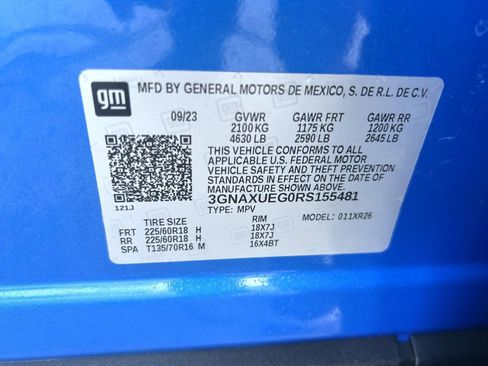 gm
MFD BY GENERAL MOTORS DE MEXICO, S. DE R.L. DE C.V.
09/23 GVWR GAWR FRT GAWR RR
2100 KG 1175 KG 1200 KG
4630 LB 2590 LB 2645 LB
THIS VEHICLE CONFORMS TO ALL
APPLICABLE U.S. FEDERAL MOTOR
VEHICLE SAFETY AND THEFT
PREVENTION STANDARDS IN
EFFECT ON THE DATE OF
MANUFACTURE SHOWN ABOVE.
3GNAXUEG0RS155481
121J
TYPE: MPV MODEL: 011XR26
TIRE SIZE RIM
FRT 225/60R18 H 18X7J
RR 225/60R18 H 18X7J
SPA T135/70R16 M 16X4BT